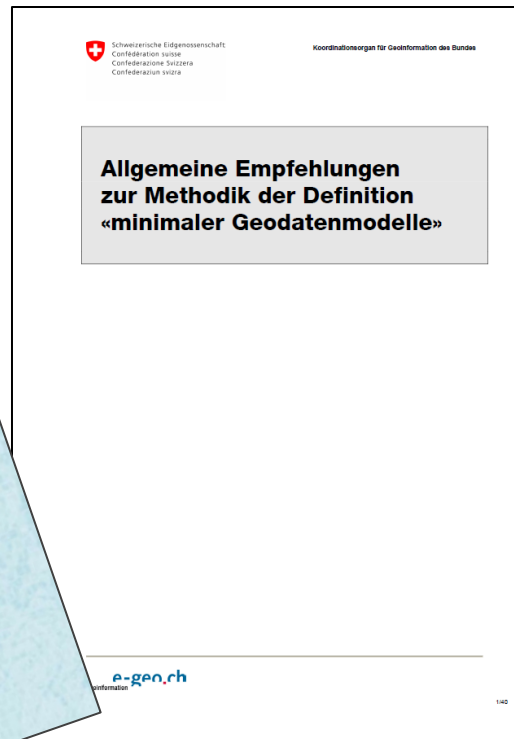 Schweizerische Eidgenossenschaft
Confédération suisse
Confederazione Svizzera
Confederaziun svizra
Koordinationsorgan für Geoinformation des Bundes
Allgemeine Empfehlungen
zur Methodik der Definition
«minimaler Geodatenmodelle»
e-geo.ch
1/40